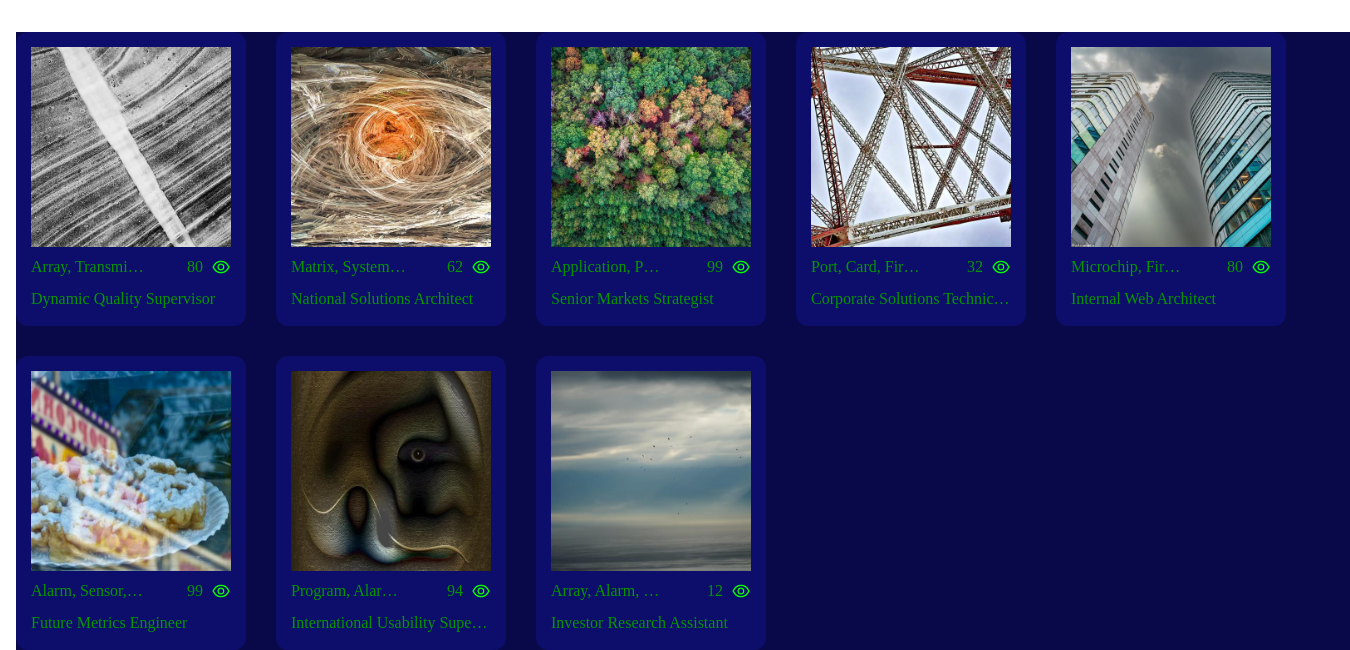 Array, Transmi…
80
Matrix, System…
62
Application, P…
99
Port, Card, Fir…
32
Microchip, Fir…
80
Dynamic Quality Supervisor
National Solutions Architect
Senior Markets Strategist
Corporate Solutions Technic…
Internal Web Architect
POPCORN
Alarm, Sensor,…
99
Program, Alar…
94
Array, Alarm, …
12
Future Metrics Engineer
International Usability Supe…
Investor Research Assistant